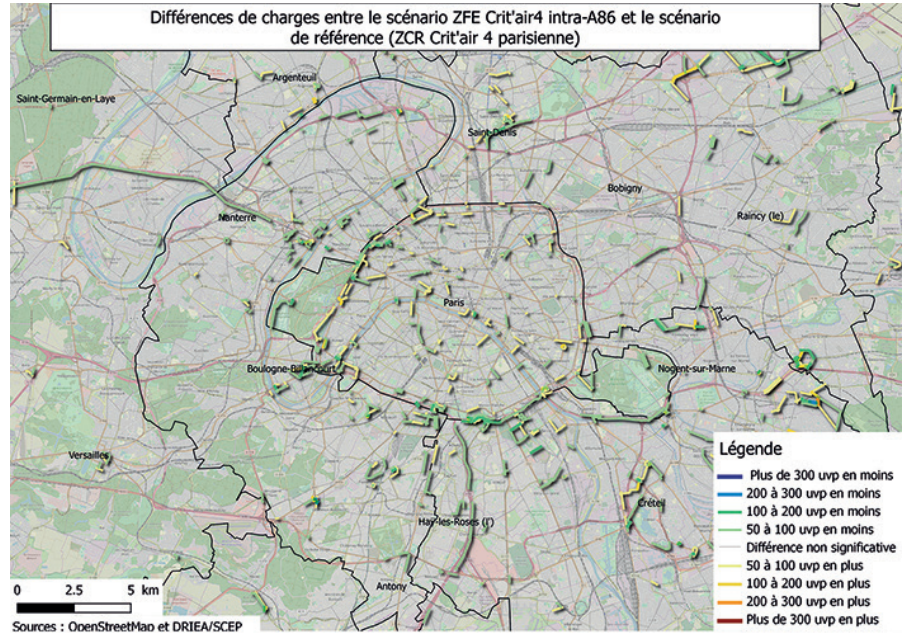 Différences de charges entre le scénario ZFE Crit'air4 intra-A86 et le scénario
de référence (ZCR Crit'air 4 parisienne)
Argenteuil
Saint-Germain-en-Laye
Saint-Denis
Bobigny
Nanterre
Raincy (le)
Paris
Boulogne-Billancourt
Nogent-sur-Marne
Versailles
Créteil
Haÿ-les-Roses (l')
Antony
Légende
Plus de 300 uvp en moins
200 à 300 uvp en moins
100 à 200 uvp en moins
50 à 100 uvp en moins
Différence non significative
50 à 100 uvp en plus
100 à 200 uvp en plus
200 à 300 uvp en plus
Plus de 300 uvp en plus
0 2.5 5 km
Sources : OpenStreetMap et DRIEA/SCEP